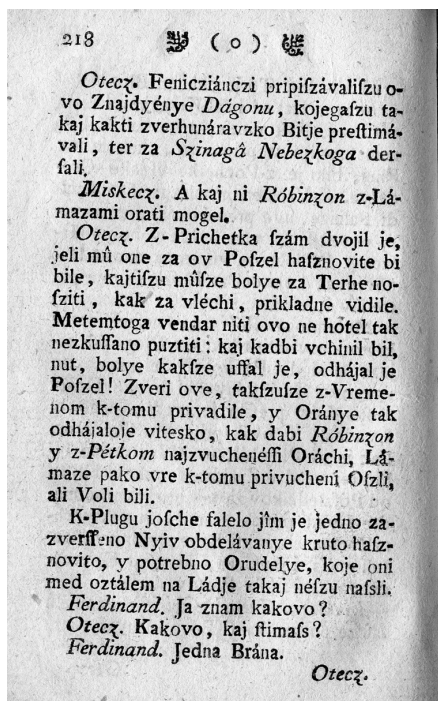 218 ( o )
Otecz. Fenicziánczi pripiſzávaliſzu o-
vo Znajdyénye Dágonu, kojegaſzu ta-
kaj kakti zverhunáravzko Bitje preſtimá-
vali, ter za Szinagâ Nebezkoga der-
ſali.
Miskecz. A kaj ni Róbinzon z-Lá-
mazami orati mogel.
Otecz. Z-Prichetka ſzám dvojil je,
jeli mû one za ov Poſzel haſznovite bi
bile, kajtiſzu mûſze bolye za Terhe no-
ſziti, kak za vléchi, prikladne vidile.
Metemtoga vendar niti ovo ne hotel tak
nezkuſſano puztiti: kaj kadbi vchinil bil,
nut, bolye kakſze uffal je, odhájal je
Poſzel! Zveri ove, takſzuſze z-Vreme-
nom k-tomu privadile, y Oránye tak
odhájaloje vitesko, kak dabi Róbinzon
y z-Pétkom najzvuchenéſſi Oráchi, Lá-
maze pako vre k-tomu privucheni Oſzli,
ali Voli bili.
K-Plugu joſche falelo jîm je jedno za-
zverſſeno Nyiv obdelávanye kruto haſz-
novito, y potrebno Orudelye, koje oni
med oztálem na Ládje takaj néſzu naſsli.
Ferdinand. Ja znam kakovo?
Otecz. Kakovo, kaj ſtimaſs?
Ferdinand. Jedna Brána.
Otecz.